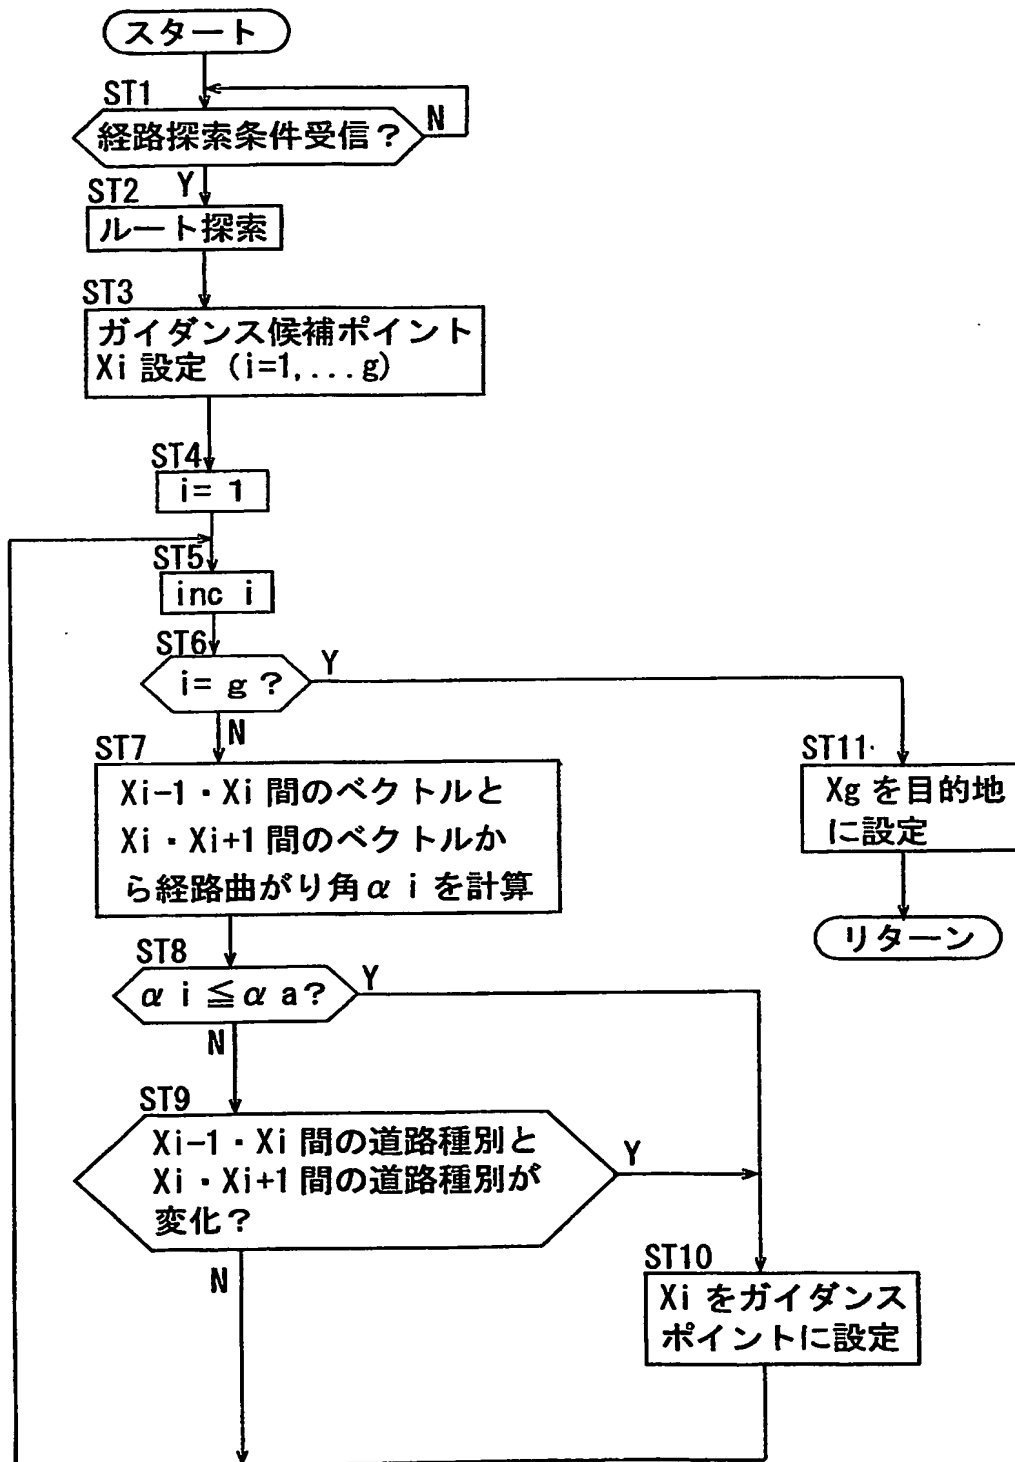 スタート
ST1
経路探索条件受信？
N
Y
ST2
ルート探索
ST3
ガイダンス候補ポイント
Xi 設定 (i=1,...g)
ST4
i= 1
ST5
inc i
ST6
i= g ?
Y
N
ST7
Xi-1・Xi 間のベクトルと
Xi・Xi+1 間のベクトルか
ら経路曲がり角α i を計算
ST11
Xg を目的地
に設定
リターン
ST8
α i ≦ α a?
Y
N
ST9
Xi-1・Xi 間の道路種別と
Xi・Xi+1 間の道路種別が
変化？
Y
N
ST10
Xi をガイダンス
ポイントに設定